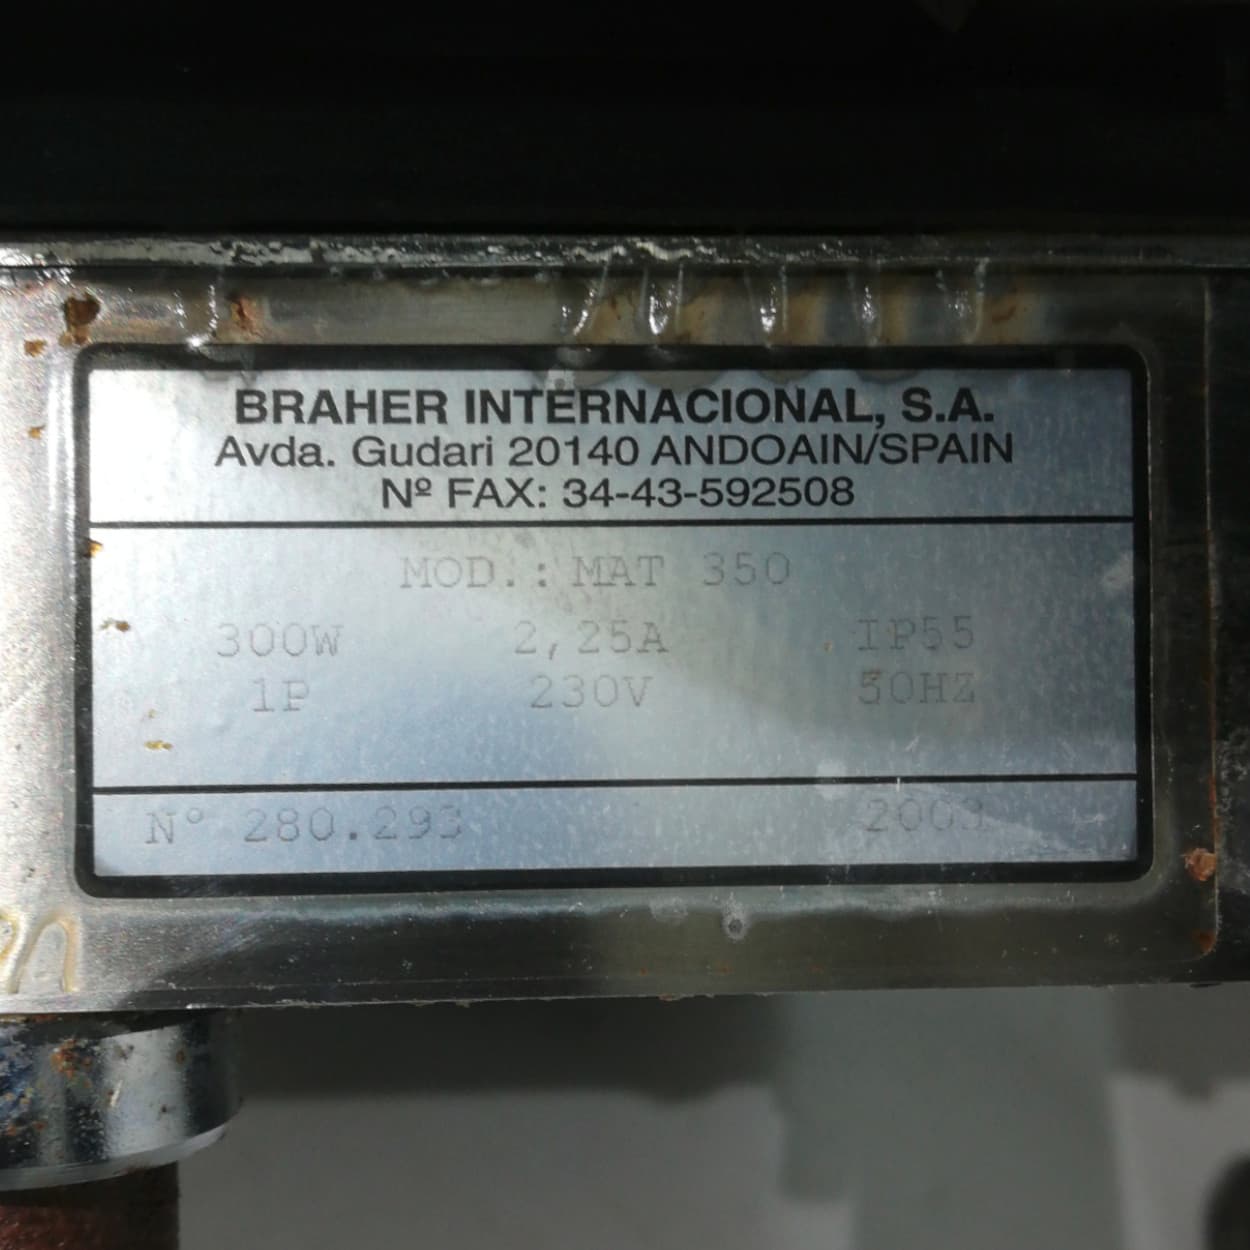 BRAHER INTERNACIONAL, S.A.
Avda. Gudari 20140 ANDOAIN/SPAIN
Nº FAX: 34-43-592508
MOD.: MAT 350
300W 2,25A IP55
1P 230V 50HZ
N° 280.293 2003